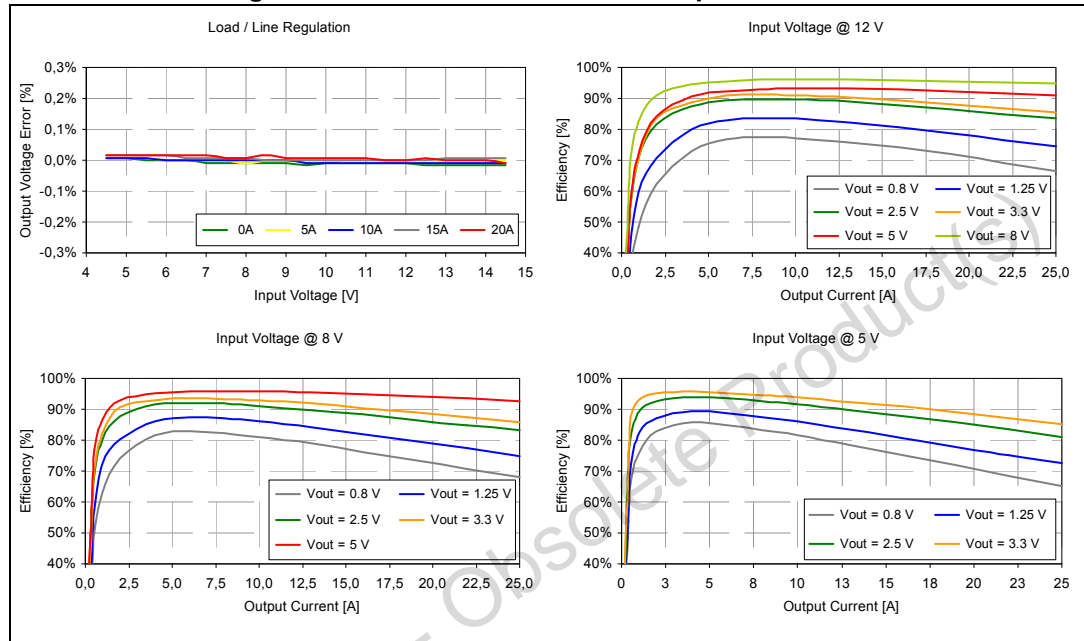 Load / Line Regulation
0,3%
0,2%
0,1%
0,0%
-0,1%
-0,2%
-0,3%
Output Voltage Error [%]
0A 5A 10A 15A 20A
4 5 6 7 8 9 10 11 12 13 14 15
Input Voltage [V]
Input Voltage @ 12 V
100%
90%
80%
70%
60%
50%
40%
Efficiency [%]
Vout = 0.8 V Vout = 1.25 V
Vout = 2.5 V Vout = 3.3 V
Vout = 5 V Vout = 8 V
0,0 2,5 5,0 7,5 10,0 12,5 15,0 17,5 20,0 22,5 25,0
Output Current [A]
Input Voltage @ 8 V
100%
90%
80%
70%
60%
50%
40%
Efficiency [%]
Vout = 0.8 V Vout = 1.25 V
Vout = 2.5 V Vout = 3.3 V
Vout = 5 V
0,0 2,5 5,0 7,5 10,0 12,5 15,0 17,5 20,0 22,5 25,0
Output Current [A]
Input Voltage @ 5 V
100%
90%
80%
70%
60%
50%
40%
Efficiency [%]
Vout = 0.8 V Vout = 1.25 V
Vout = 2.5 V Vout = 3.3 V
0 3 5 8 10 13 15 18 20 23 25
Output Current [A]
Obsolete Product(s)